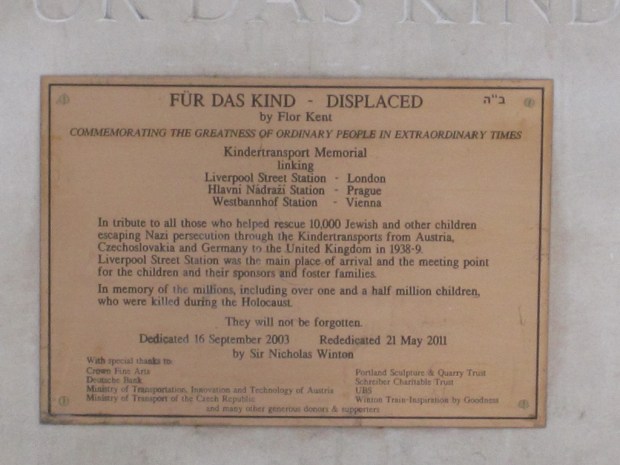 ÜR DAS KIND
FÜR DAS KIND - DISPLACED ב"ה
by Flor Kent
COMMEMORATING THE GREATNESS OF ORDINARY PEOPLE IN EXTRAORDINARY TIMES
Kindertransport Memorial
linking
Liverpool Street Station - London
Hlavní Nádraží Station - Prague
Westbannhof Station - Vienna
In tribute to all those who helped rescue 10,000 Jewish and other children
escaping Nazi persecution through the Kindertransports from Austria,
Czechoslovakia and Germany to the United Kingdom in 1938-9.
Liverpool Street Station was the main place of arrival and the meeting point
for the children and their sponsors and foster families.
In memory of the millions, including over one and a half million children,
who were killed during the Holocaust.
They will not be forgotten.
Dedicated 16 September 2003 Rededicated 21 May 2011
by Sir Nicholas Winton
With special thanks to:
Crown Fine Arts
Deutsche Bank
Ministry of Transportation, Innovation and Technology of Austria
Ministry of Transport of the Czech Republic
Portland Sculpture & Quarry Trust
Schreiber Charitable Trust
UBS
Winton Train-Inspiration by Goodness
and many other generous donors & supporters